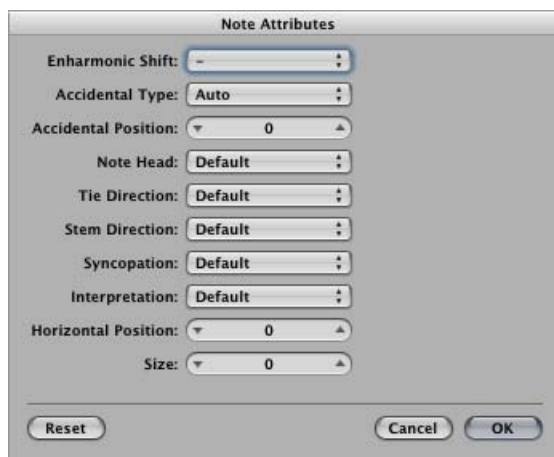 Note Attributes
Enharmonic Shift: –
Accidental Type: Auto
Accidental Position: 0
Note Head: Default
Tie Direction: Default
Stem Direction: Default
Syncopation: Default
Interpretation: Default
Horizontal Position: 0
Size: 0
Reset Cancel OK